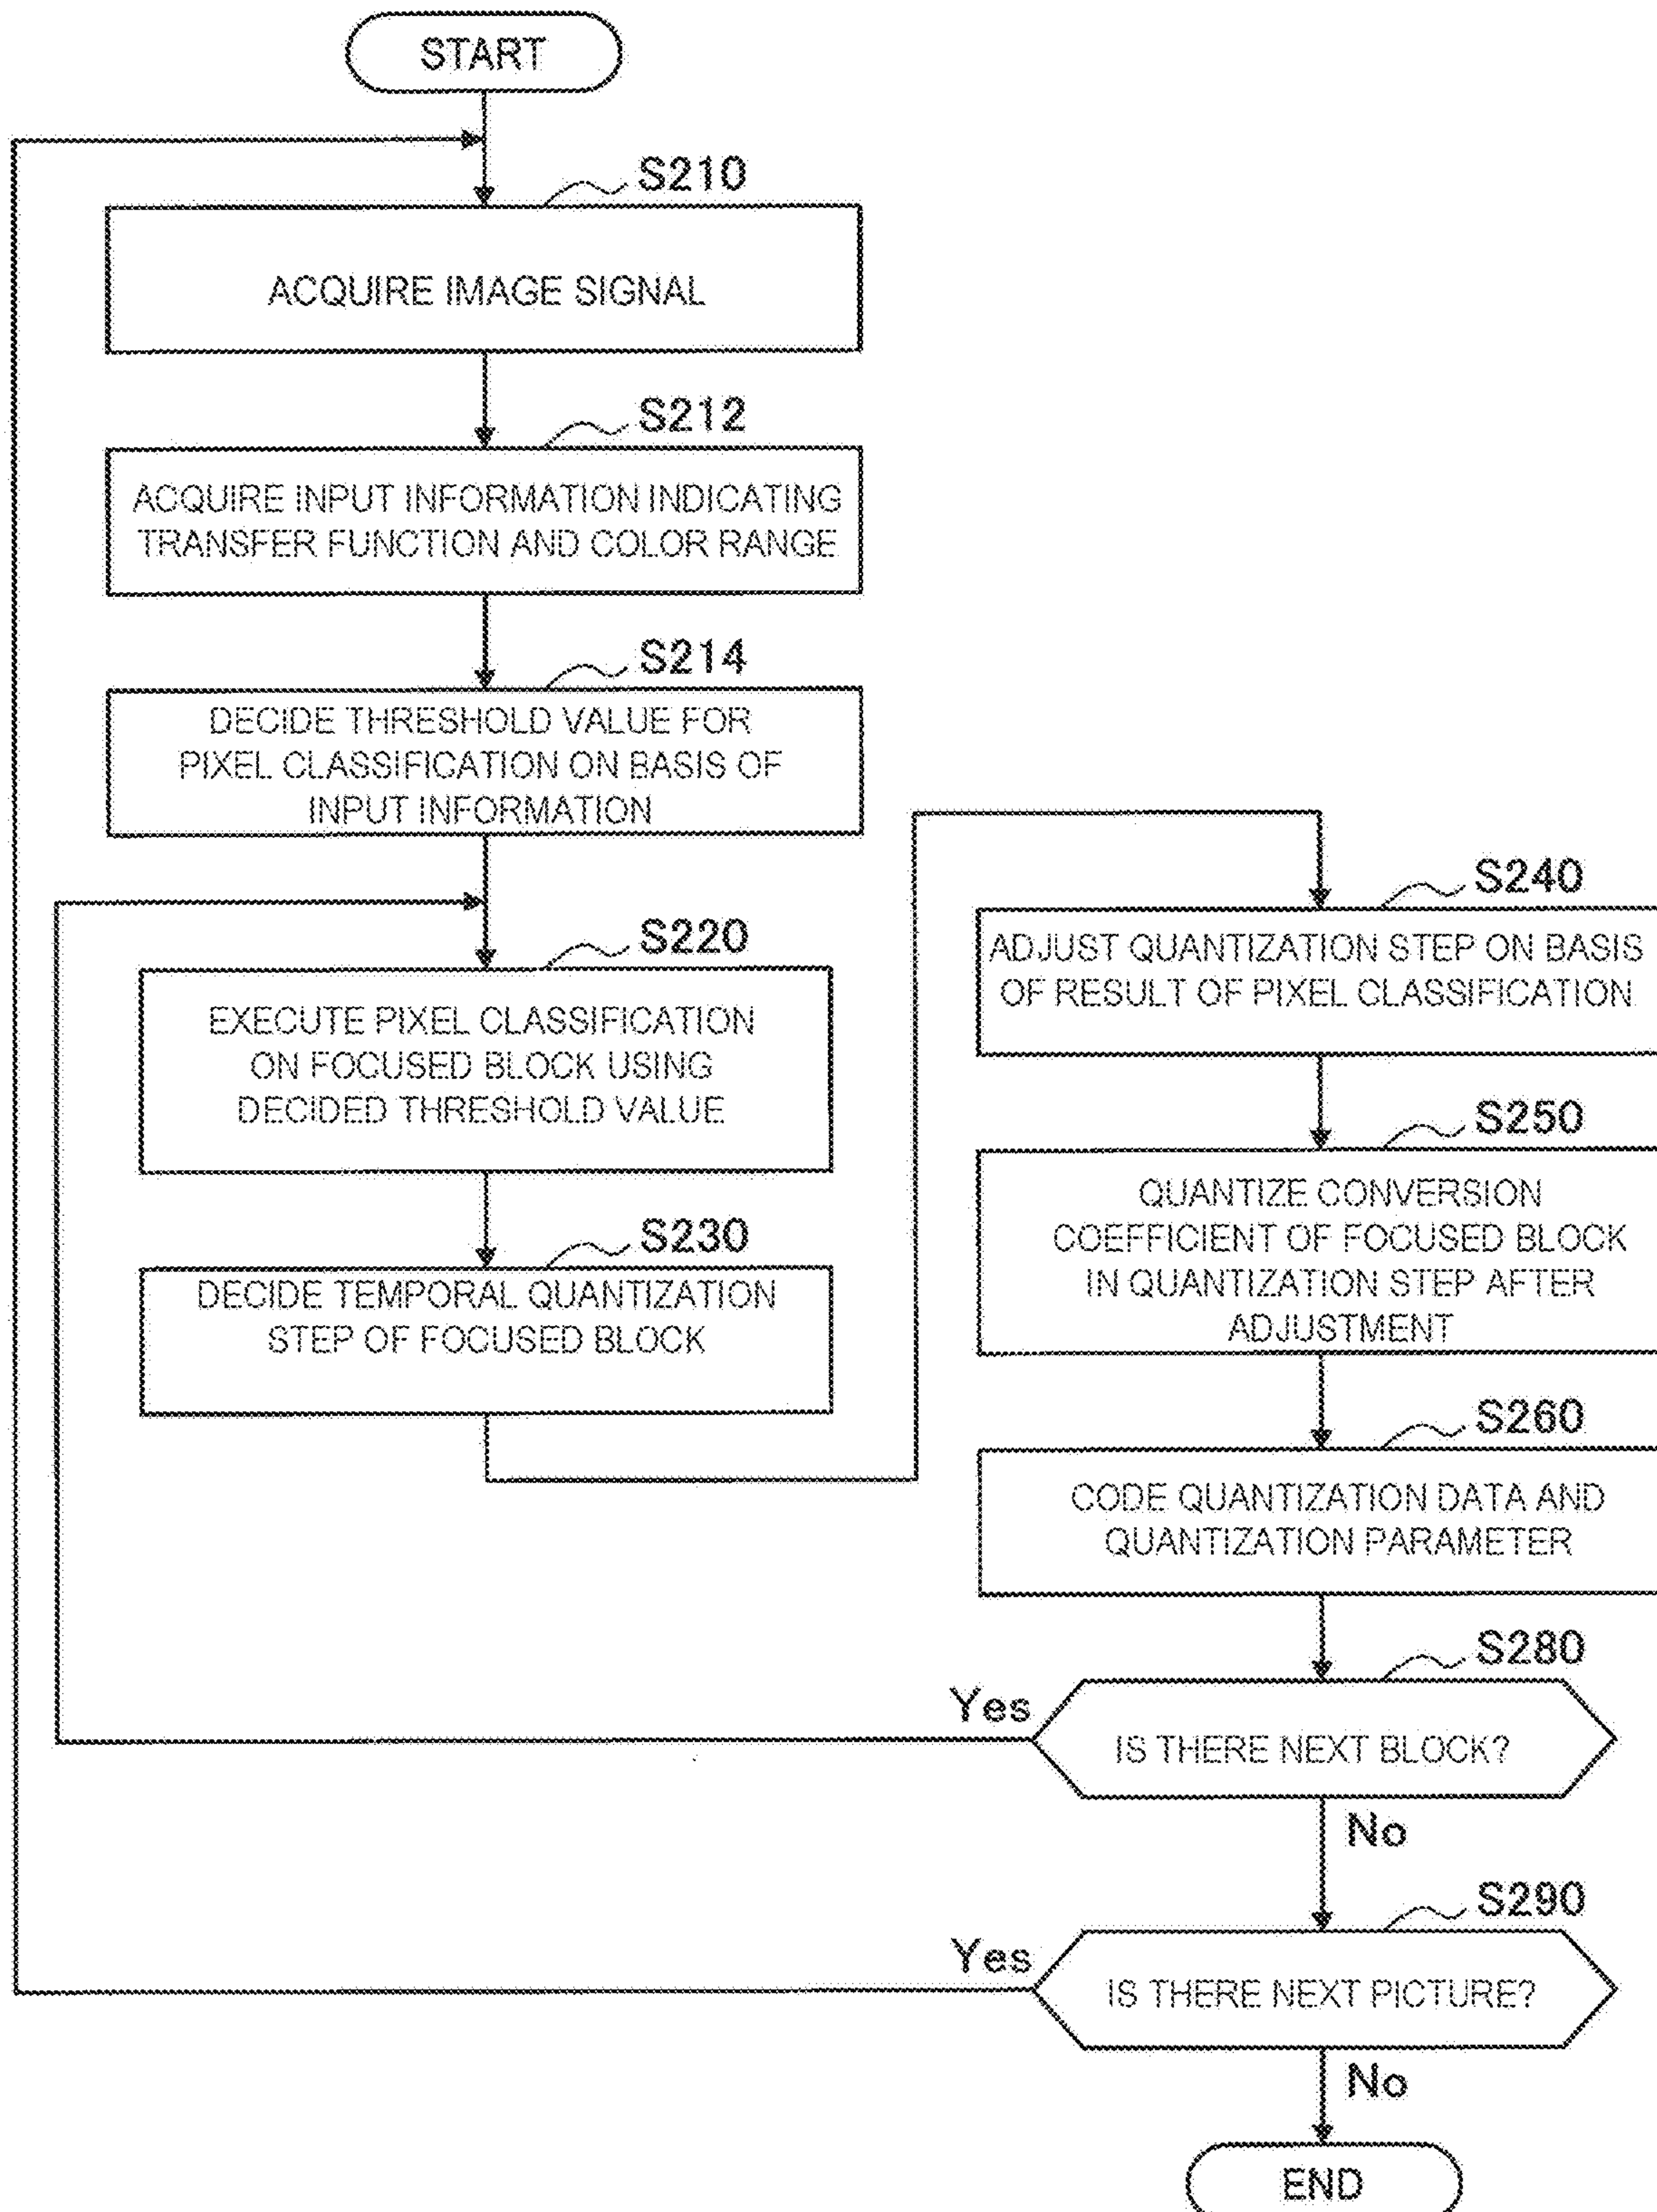 START
S210
ACQUIRE IMAGE SIGNAL
S212
ACQUIRE INPUT INFORMATION INDICATING
TRANSFER FUNCTION AND COLOR RANGE
S214
DECIDE THRESHOLD VALUE FOR
PIXEL CLASSIFICATION ON BASIS OF
INPUT INFORMATION
S220
EXECUTE PIXEL CLASSIFICATION
ON FOCUSED BLOCK USING
DECIDED THRESHOLD VALUE
S230
DECIDE TEMPORAL QUANTIZATION
STEP OF FOCUSED BLOCK
S240
ADJUST QUANTIZATION STEP ON BASIS
OF RESULT OF PIXEL CLASSIFICATION
S250
QUANTIZE CONVERSION
COEFFICIENT OF FOCUSED BLOCK
IN QUANTIZATION STEP AFTER
ADJUSTMENT
S260
CODE QUANTIZATION DATA AND
QUANTIZATION PARAMETER
S280
Yes
IS THERE NEXT BLOCK?
No
S290
Yes
IS THERE NEXT PICTURE?
No
END